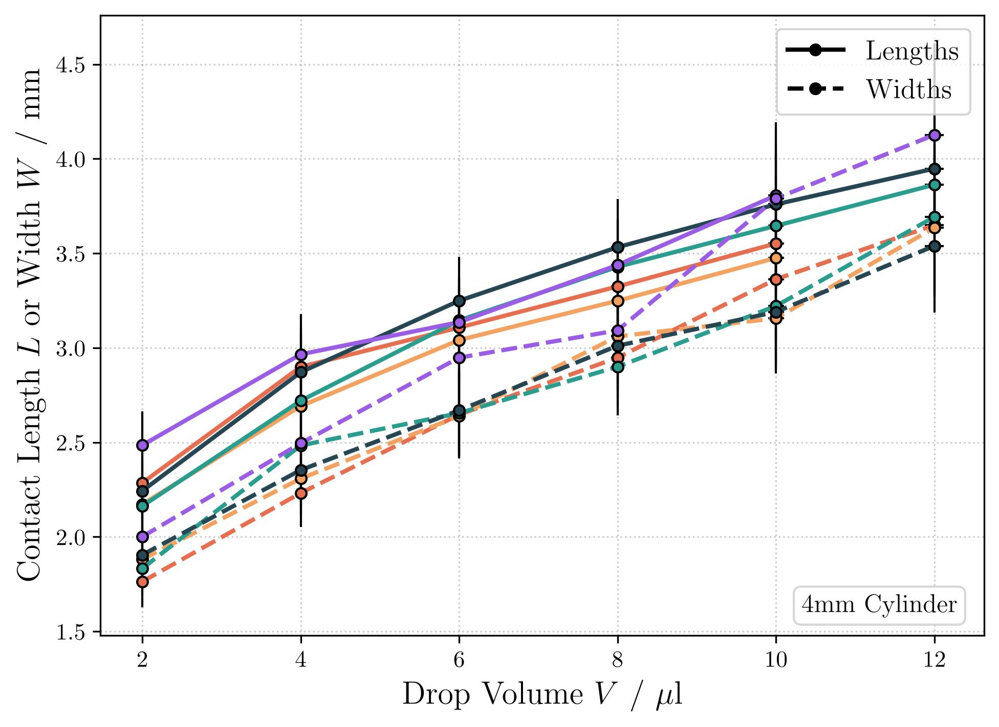 Lengths
Widths
4.5
4.0
3.5
3.0
2.5
2.0
1.5
Contact Length L or Width W / mm
4mm Cylinder
2 4 6 8 10 12
Drop Volume V / μl